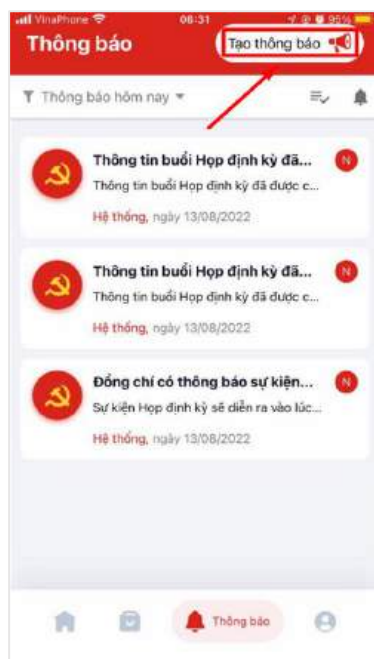 VinaPhone 06:31 95%
Thông báo
Tạo thông báo
Thông báo hôm nay
Thông tin buổi Họp định kỳ đã...
N
Thông tin buổi Họp định kỳ đã được c...
Hệ thống, ngày 13/08/2022
Thông tin buổi Họp định kỳ đã...
N
Thông tin buổi Họp định kỳ đã được c...
Hệ thống, ngày 13/08/2022
Đồng chí có thông báo sự kiện...
N
Sự kiện Họp định kỳ sẽ diễn ra vào lúc...
Hệ thống, ngày 13/08/2022
Thông báo